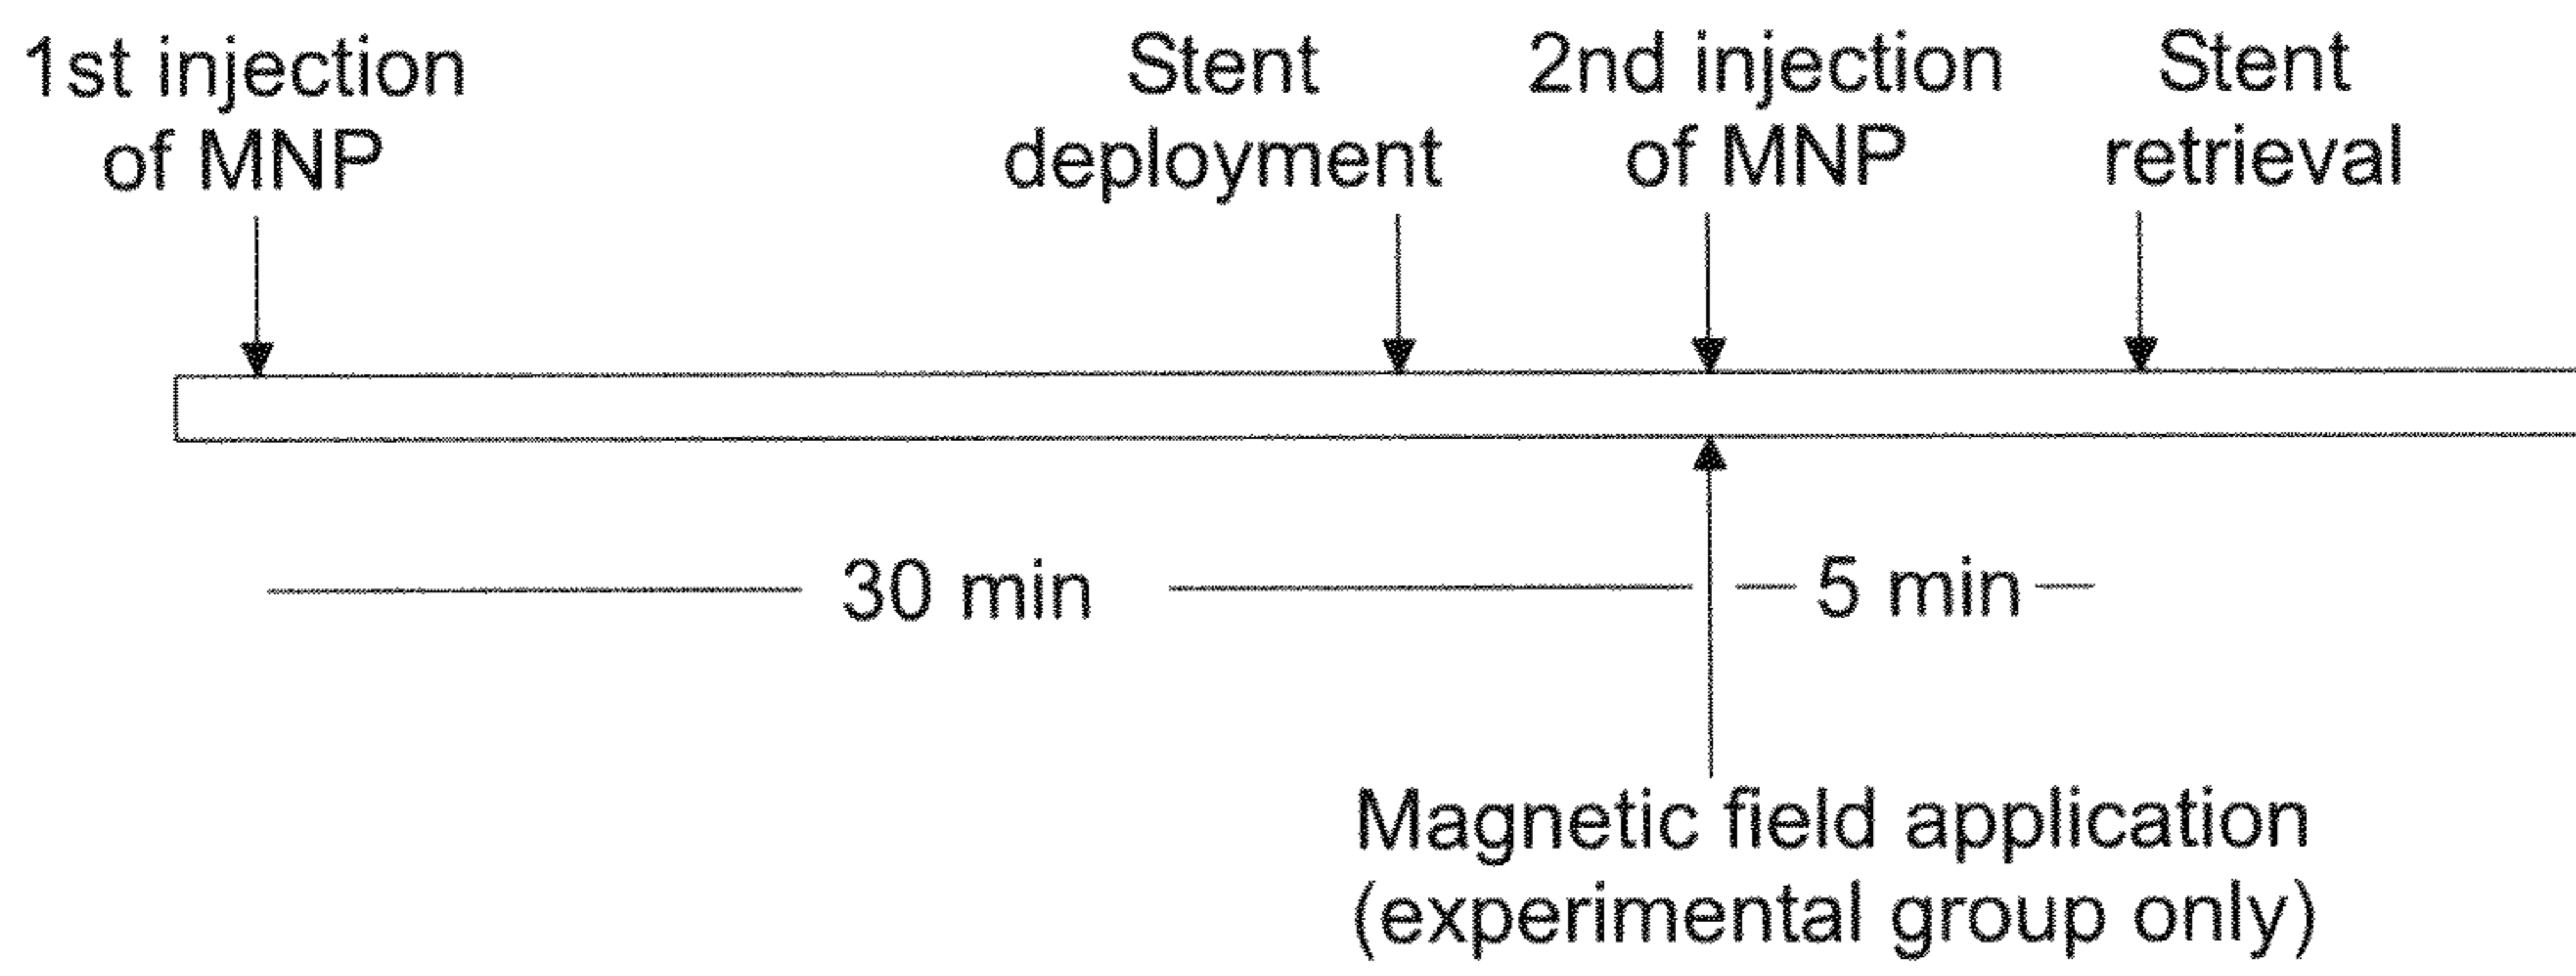 1st injection
of MNP
Stent
deployment
2nd injection
of MNP
Stent
retrieval
30 min
5 min
Magnetic field application
(experimental group only)